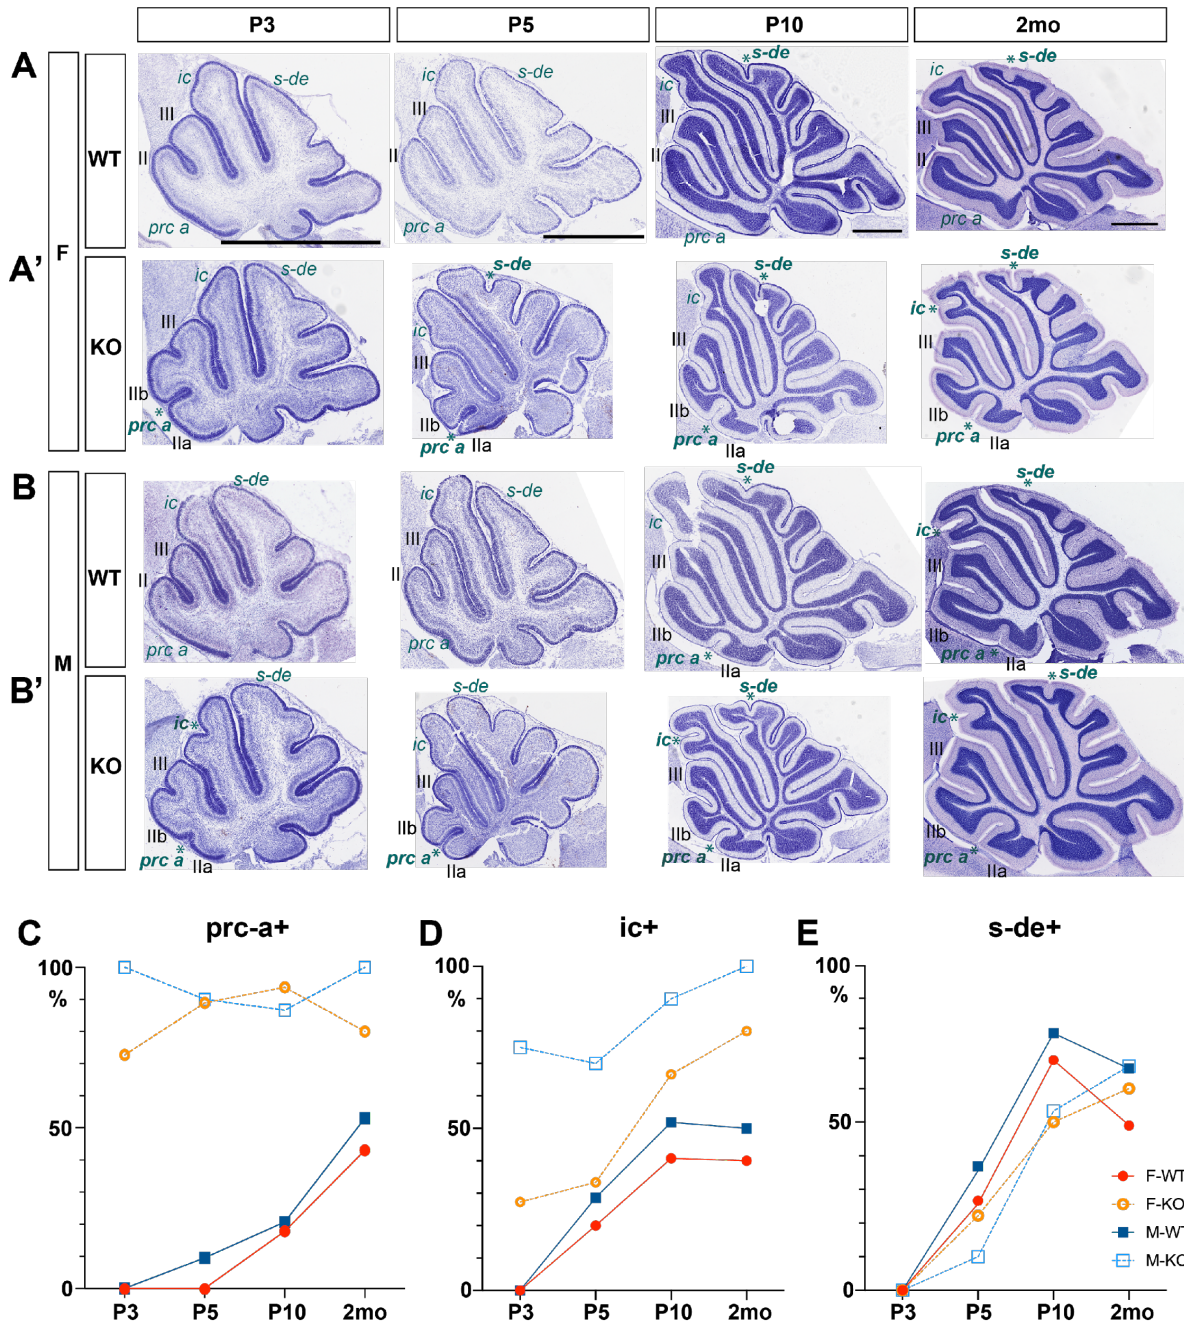 P3 P5 P10 2mo
A
F
WT
ic s-de
III
II
prc a
ic s-de
III
II
prc a
*s-de
ic
III
II
prc a
* s-de
ic
III
II
prc a
A'
KO
ic s-de
III
IIb
*
prc a
IIa
s-de
*
ic
III
IIb
*
prc a IIa
s-de
*
ic
III
IIb
prc a*
IIa
s-de
*
ic*
III
IIb
*
prc a
IIa
B
M
WT
ic s-de
III
II
prc a
ic s-de
III
II
prc a
s-de
*
ic
III
IIb
prc a*
IIa
s-de
*
ic*
III
IIb
prc a*
IIa
B'
KO
s-de
ic*
III
IIb
prc a*
IIa
s-de
ic
III
IIb
prc a*
IIa
s-de
*
ic*
III
IIb
prc a*
IIa
*s-de
ic*
III
IIb
prc a*
IIa
C prc-a+
100
%
50
0
P3 P5 P10 2mo
D ic+
100
%
50
0
P3 P5 P10 2mo
E s-de+
100
%
50
0
P3 P5 P10 2mo
F-WT
F-KO
M-WT
M-KO